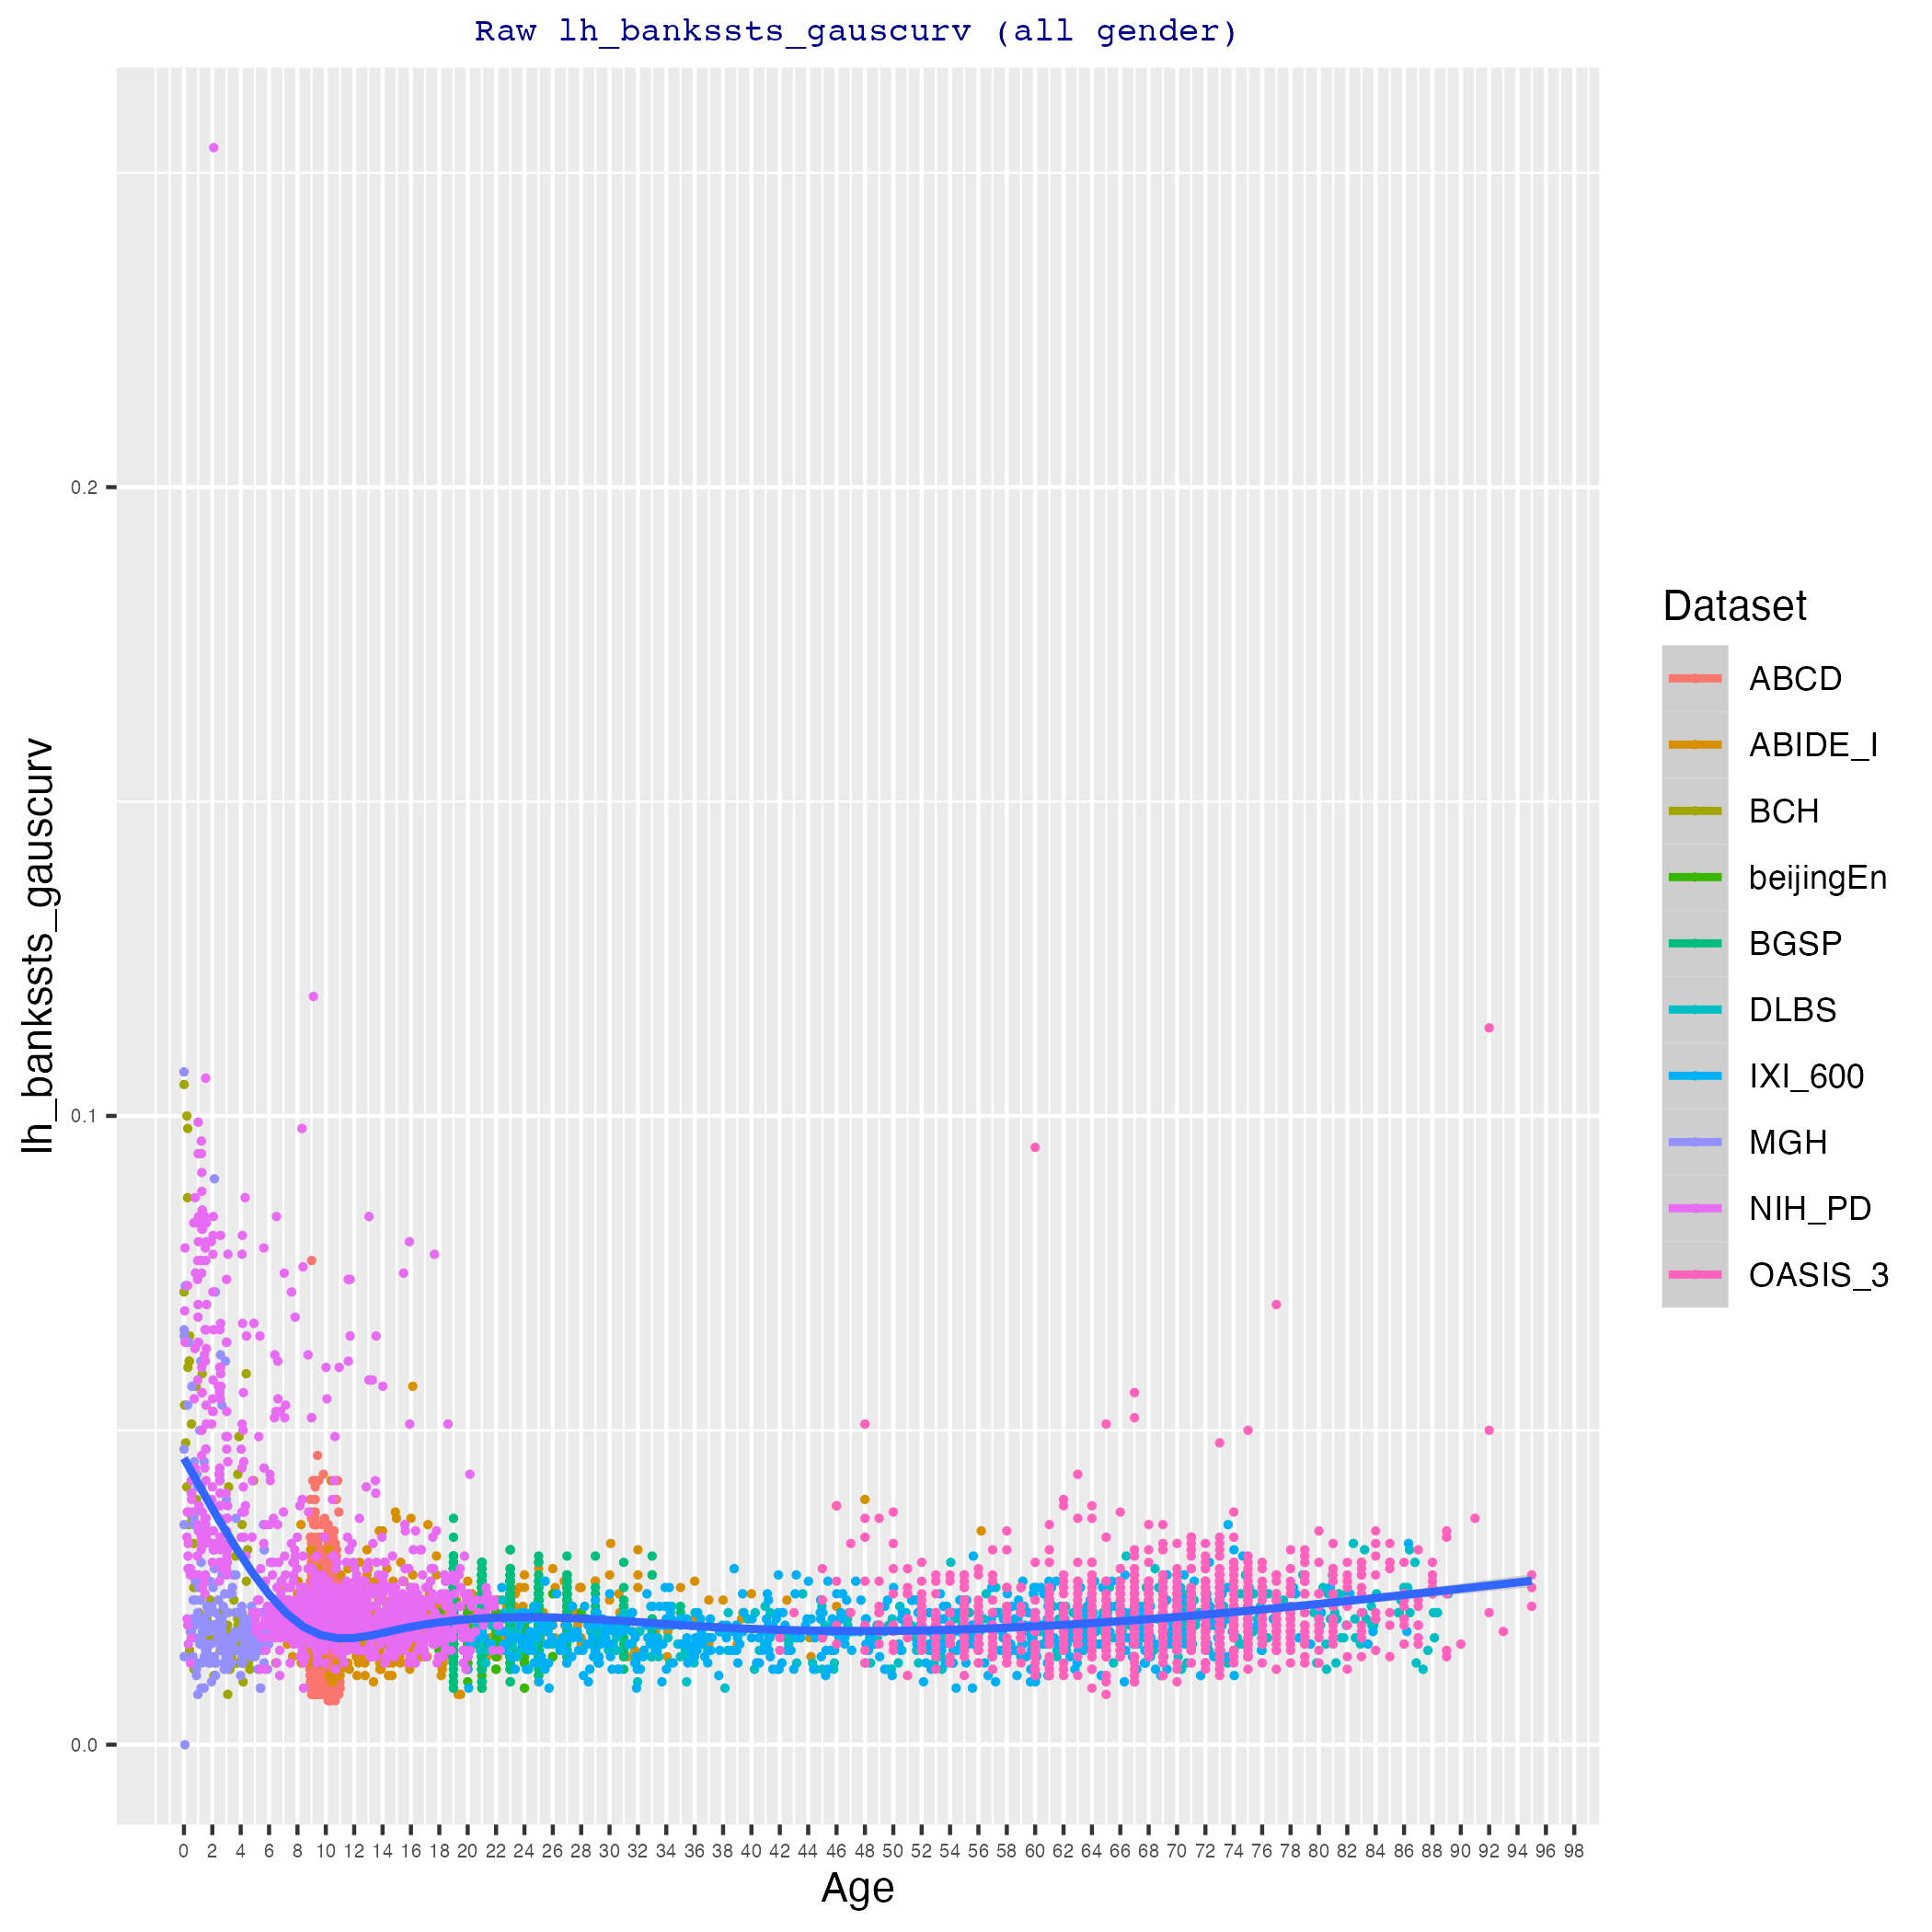 Raw lh_bankssts_gauscurv (all gender)
lh_bankssts_gauscurv
0.2
0.1
0.0
0 2 4 6 8 10 12 14 16 18 20 22 24 26 28 30 32 34 36 38 40 42 44 46 48 50 52 54 56 58 60 62 64 66 68 70 72 74 76 78 80 82 84 86 88 90 92 94 96 98
Age
Dataset
ABCD
ABIDE_I
BCH
beijingEn
BGSP
DLBS
IXI_600
MGH
NIH_PD
OASIS_3